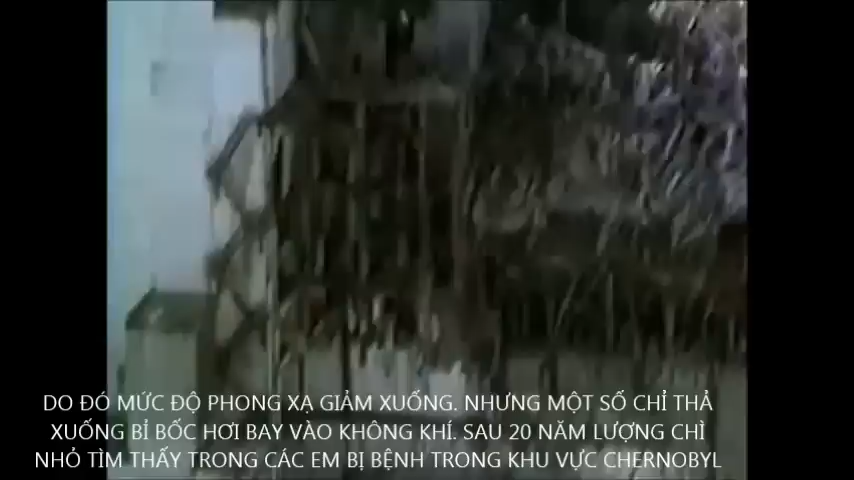 DO ĐÓ MỨC ĐỘ PHONG XẠ GIẢM XUỐNG. NHƯNG MỘT SỐ CHỈ THẢ
XUỐNG BỈ BỐC HƠI BAY VÀO KHÔNG KHÍ. SAU 20 NĂM LƯỢNG CHÌ
NHỎ TÌM THẤY TRONG CÁC EM BỊ BỆNH TRONG KHU VỰC CHERNOBYL